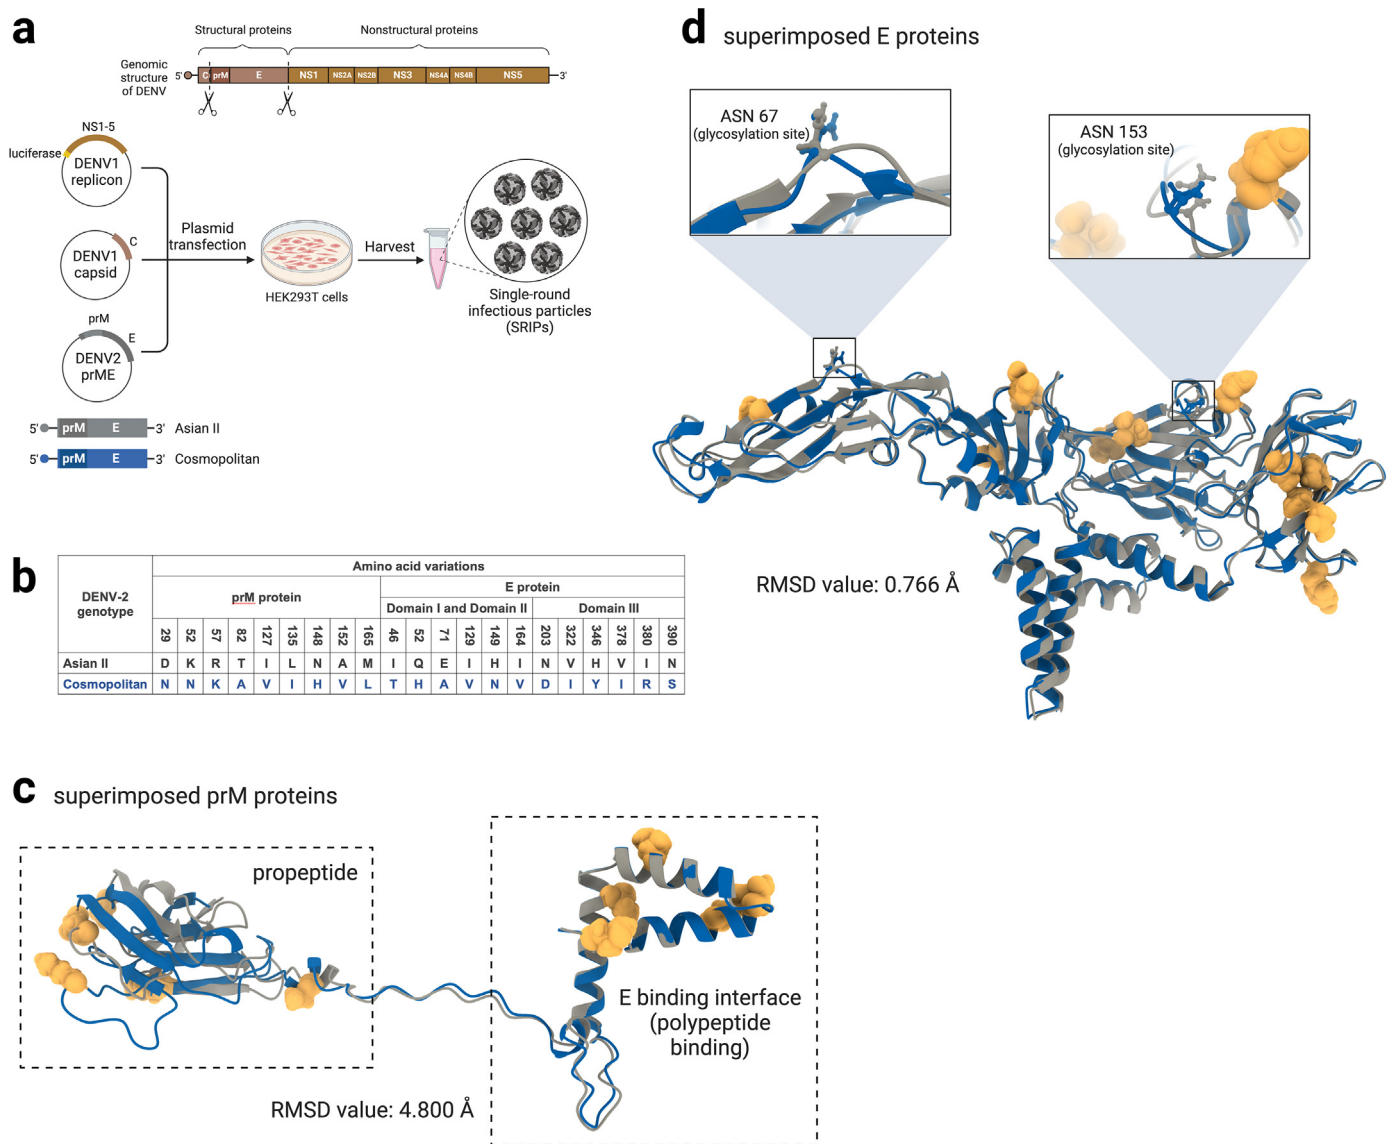 a
Structural proteins
Nonstructural proteins
Genomic
structure
of DENV
5' C prM E NS1 NS2A NS2B NS3 NS4A NS4B NS5 3'
NS1-5
luciferase
DENV1
replicon
C
DENV1
capsid
prM
E
DENV2
prME
Plasmid
transfection
HEK293T cells
Harvest
Single-round
infectious particles
(SRIPs)
5' prM E 3' Asian II
5' prM E 3' Cosmopolitan
b
DENV-2
genotype
Amino acid variations
prM protein
E protein
Domain I and Domain II
Domain III
29 52 57 82 127 135 148 152 165 46 52 71 129 149 164 203 322 346 378 380 390
Asian II D K R T I L N A M I Q E I H I N V H V I N
Cosmopolitan N N K A V I H V L T H A V N V D I Y I R S
c superimposed prM proteins
propeptide
E binding interface
(polypeptide
binding)
RMSD value: 4.800 Å
d superimposed E proteins
ASN 67
(glycosylation site)
ASN 153
(glycosylation site)
RMSD value: 0.766 Å